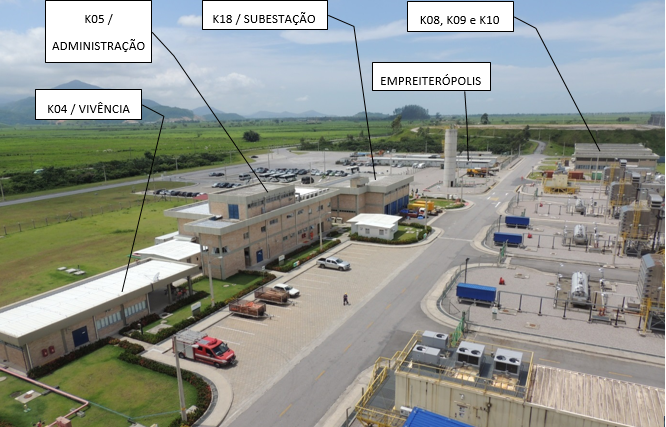 K05 /
ADMINISTRAÇÃO
K18 / SUBESTAÇÃO
K08, K09 e K10
EMPREITERÓPOLIS
K04 / VIVÊNCIA